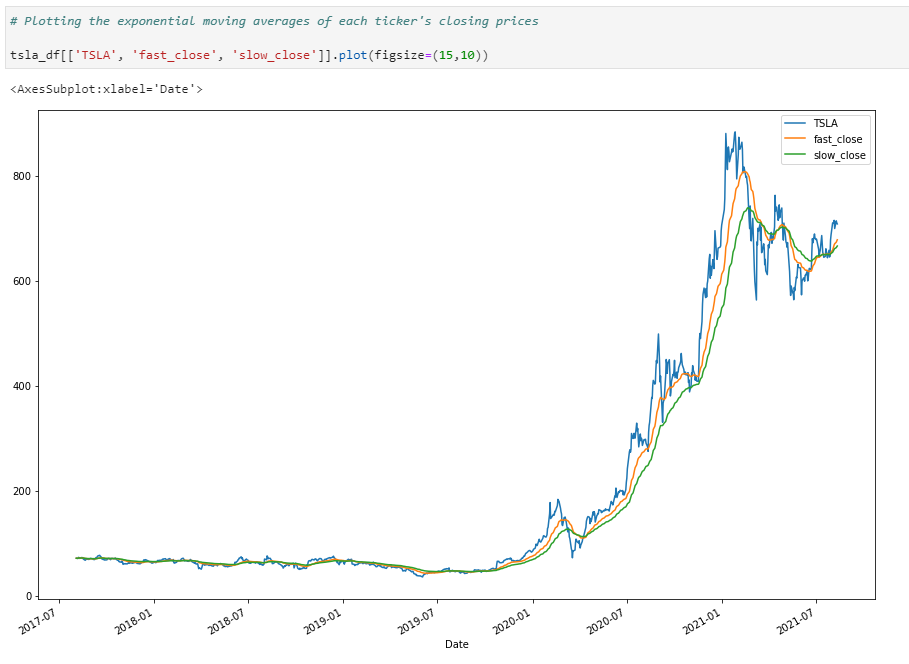 # Plotting the exponential moving averages of each ticker's closing prices
tsla_df[['TSLA', 'fast_close', 'slow_close']].plot(figsize=(15,10))
<AxesSubplot:xlabel='Date'>
TSLA
fast_close
slow_close
800
600
400
200
0
2017-07
2018-01
2018-07
2019-01
2019-07
2020-01
2020-07
2021-01
2021-07
Date